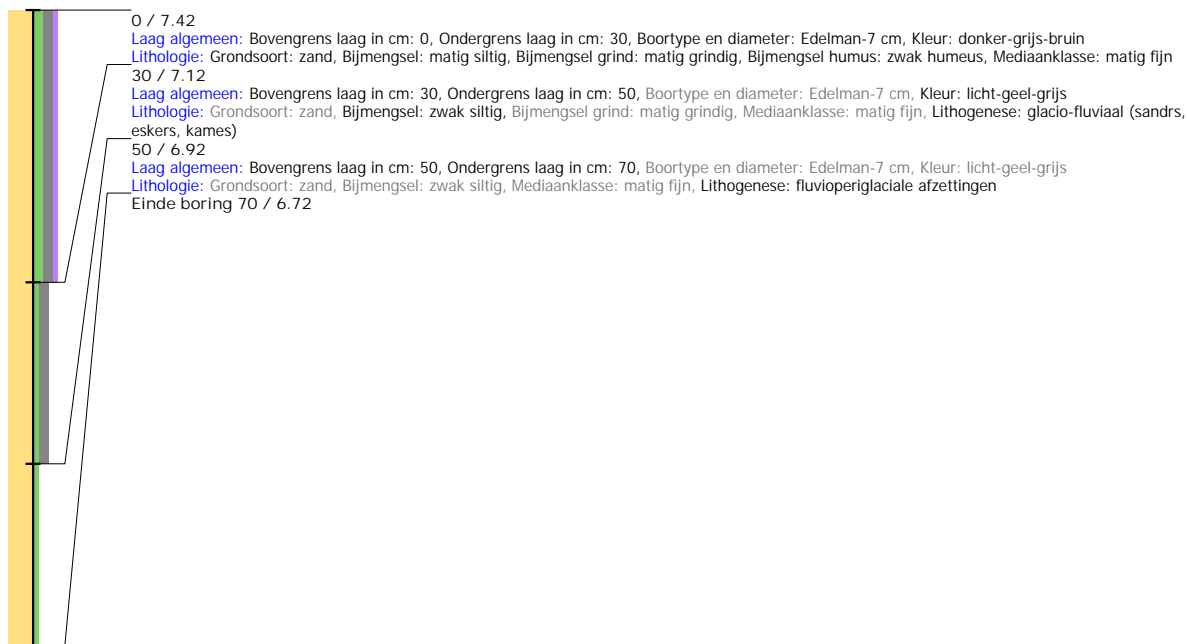 0 / 7.42
Laag algemeen: Bovengrens laag in cm: 0, Ondergrens laag in cm: 30, Boortype en diameter: Edelman-7 cm, Kleur: donker-grijs-bruin
Lithologie: Grondsoort: zand, Bijmengsel: matig siltig, Bijmengsel grind: matig grindig, Bijmengsel humus: zwak humeus, Mediaanklasse: matig fijn
30 / 7.12
Laag algemeen: Bovengrens laag in cm: 30, Ondergrens laag in cm: 50, Boortype en diameter: Edelman-7 cm, Kleur: licht-geel-grijs
Lithologie: Grondsoort: zand, Bijmengsel: zwak siltig, Bijmengsel grind: matig grindig, Mediaanklasse: matig fijn, Lithogenese: glacio-fluviaal (sandrs,
eskers, kames)
50 / 6.92
Laag algemeen: Bovengrens laag in cm: 50, Ondergrens laag in cm: 70, Boortype en diameter: Edelman-7 cm, Kleur: licht-geel-grijs
Lithologie: Grondsoort: zand, Bijmengsel: zwak siltig, Mediaanklasse: matig fijn, Lithogenese: fluvioperiglaciale afzettingen
Einde boring 70 / 6.72